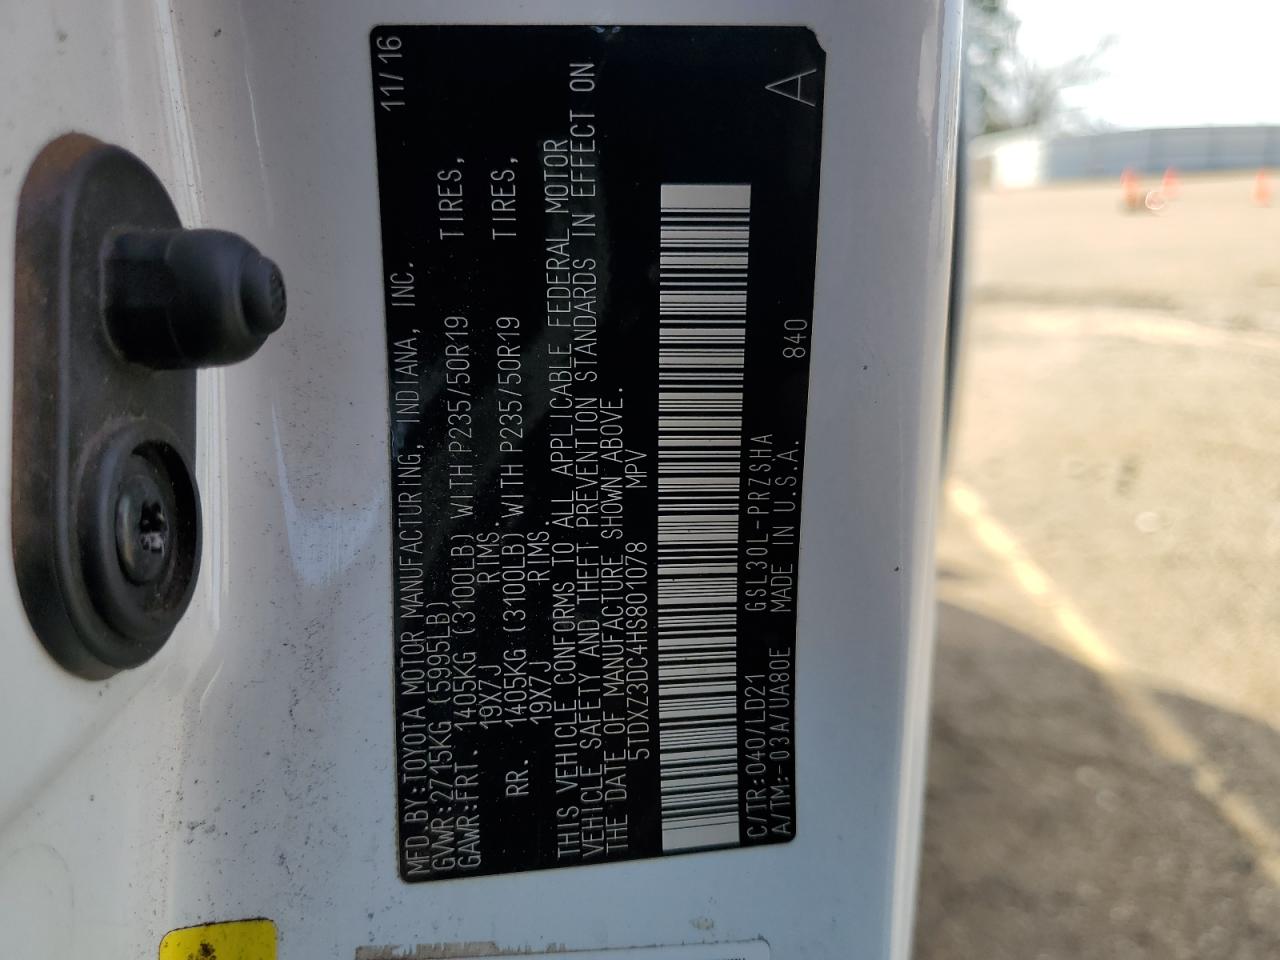 MFD.BY:TOYOTA MOTOR MANUFACTURING, INDIANA, INC. 11/16
GVWR:2715KG (5995LB)
GAWR:FRT. 1405KG (3100LB) WITH P235/50R19 TIRES,
19X7J RIMS.
RR. 1405KG (3100LB) WITH P235/50R19 TIRES,
19X7J RIMS.
THIS VEHICLE CONFORMS TO ALL APPLICABLE FEDERAL MOTOR
VEHICLE SAFETY AND THEFT PREVENTION STANDARDS IN EFFECT ON
THE DATE OF MANUFACTURE SHOWN ABOVE.
5TDXZ3DC4HS801078 MPV
C/TR:040/LD21 GSL30L-PRZSHA 840 A
A/TM:-03A/UA80E MADE IN U.S.A.